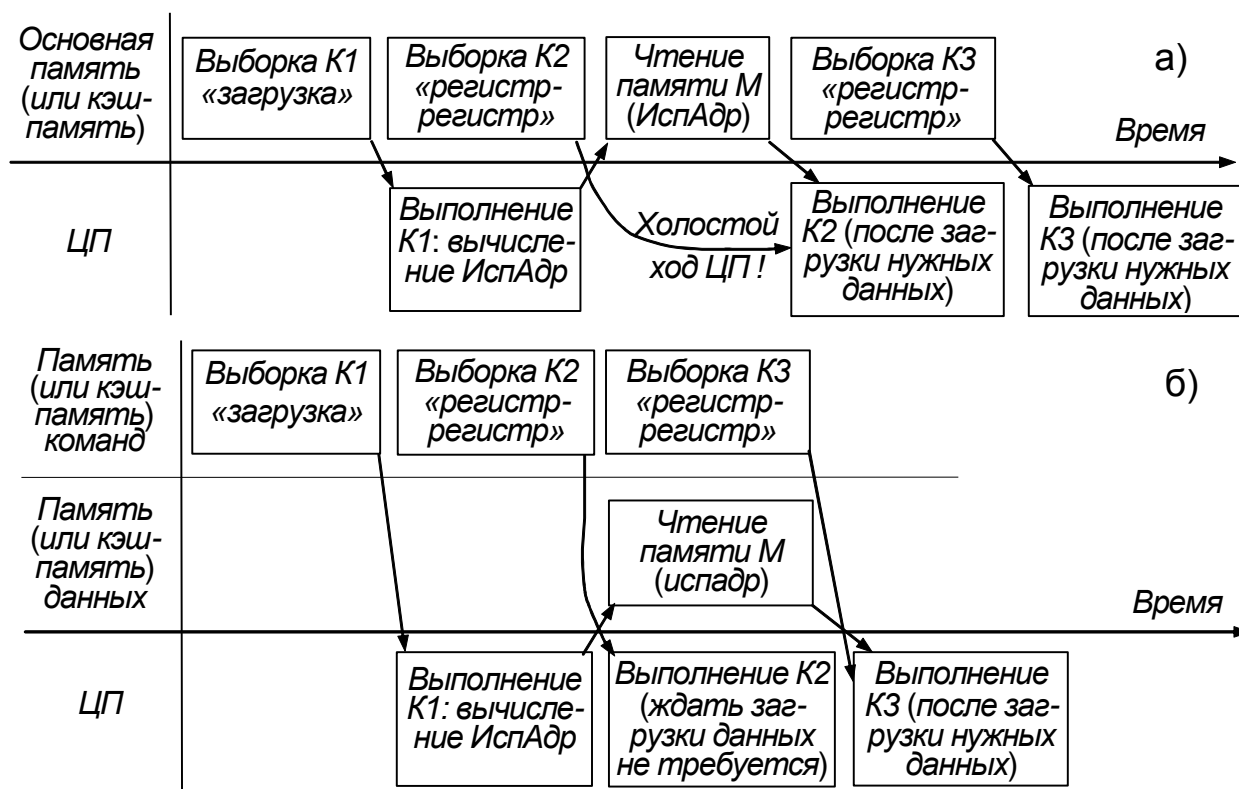 Основная
память
(или кэш-
память)
Выборка К1
«загрузка»
Выборка К2
«регистр-
регистр»
Чтение
памяти М
(ИспАдр)
Выборка К3
«регистр-
регистр»
а)
Время
ЦП
Выполнение
К1: вычисле-
ние ИспАдр
Холостой
ход ЦП !
Выполнение
К2 (после заг-
рузки нужных
данных)
Выполнение
К3 (после заг-
рузки нужных
данных)
Память
(или кэш-
память)
команд
Выборка К1
«загрузка»
Выборка К2
«регистр-
регистр»
Выборка К3
«регистр-
регистр»
б)
Память
(или кэш-
память)
данных
Чтение
памяти М
(испадр)
Время
ЦП
Выполнение
К1: вычисле-
ние ИспАдр
Выполнение К2
(ждать заг-
рузки данных
не требуется)
Выполнение
К3 (после заг-
рузки нужных
данных)